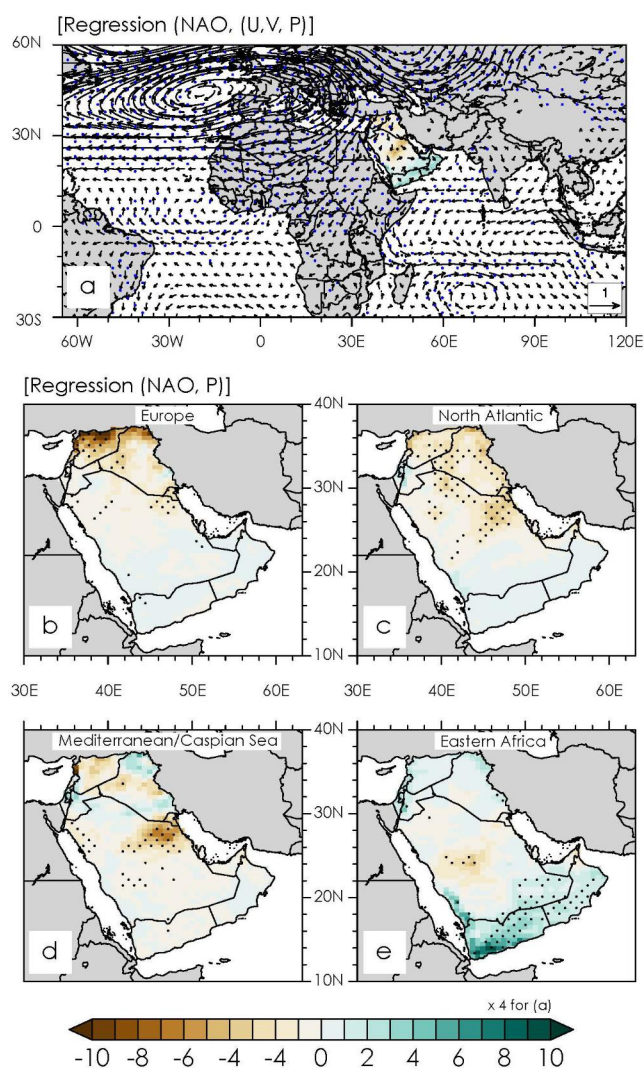 [Regression (NAO, (U,V, P)]
60N
30N
0
30S
a
1
60W 30W 0 30E 60E 90E 120E
[Regression (NAO, P)]
Europe
North Atlantic
40N
30N
20N
10N
b
c
30E 40E 50E 60E 30E 40E 50E 60E
Mediterranean/Caspian Sea
Eastern Africa
40N
30N
20N
10N
d
e
x 4 for (a)
-10 -8 -6 -4 -4 0 2 4 6 8 10